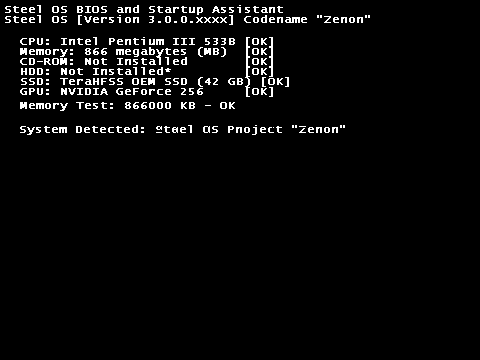 Steel OS BIOS and Startup Assistant
Steel OS [Version 3.0.0.xxxx] Codename "Zenon"
CPU: Intel Pentium III 533B [OK]
Memory: 866 megabytes (MB) [OK]
CD-ROM: Not Installed [OK]
HDD: Not Installed* [OK]
SSD: TeraHFSS OEM SSD (42 GB) [OK]
GPU: NVIDIA GeForce 256 [OK]
Memory Test: 866000 KB - OK
System Detected: Steel OS Project "Zenon"